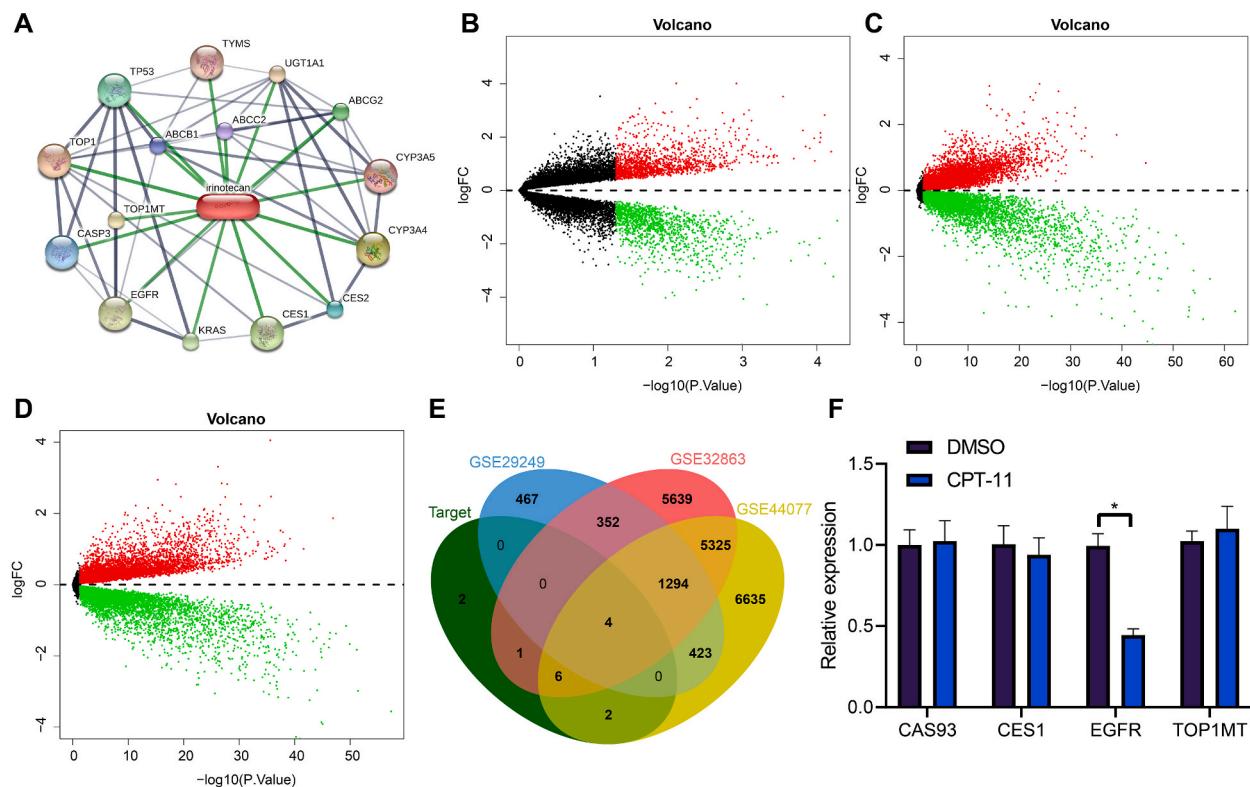 A
TYMS
UGT1A1
TP53
ABCG2
ABCC2
ABCB1
TOP1
CYP3A5
irinotecan
TOP1MT
CYP3A4
CASP3
EGFR
CES2
KRAS
CES1
B
Volcano
logFC
4
2
0
−2
−4
0
1
2
3
4
−log10(P.Value)
C
Volcano
logFC
4
2
0
−2
−4
0
10
20
30
40
50
60
−log10(P.Value)
D
Volcano
logFC
4
2
0
−2
−4
0
10
20
30
40
50
−log10(P.Value)
E
GSE29249
GSE32863
GSE44077
Target
467
5639
352
5325
0
0
1294
6635
2
4
1
423
6
0
2
F
DMSO
CPT-11
Relative expression
1.5
1.0
0.5
0.0
*
CAS93
CES1
EGFR
TOP1MT